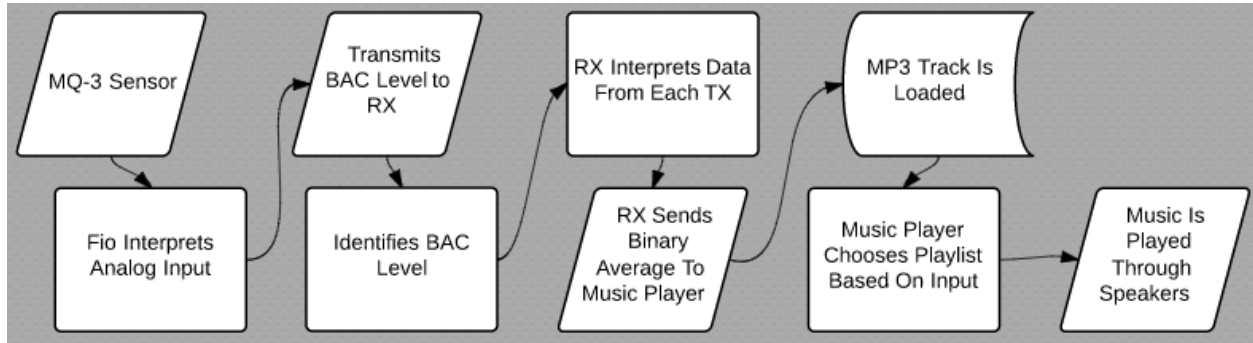 MQ-3 Sensor
Fio Interprets
Analog Input
Transmits
BAC Level to
RX
Identifies BAC
Level
RX Interprets Data
From Each TX
RX Sends
Binary
Average To
Music Player
MP3 Track Is
Loaded
Music Player
Chooses Playlist
Based On Input
Music Is
Played
Through
Speakers